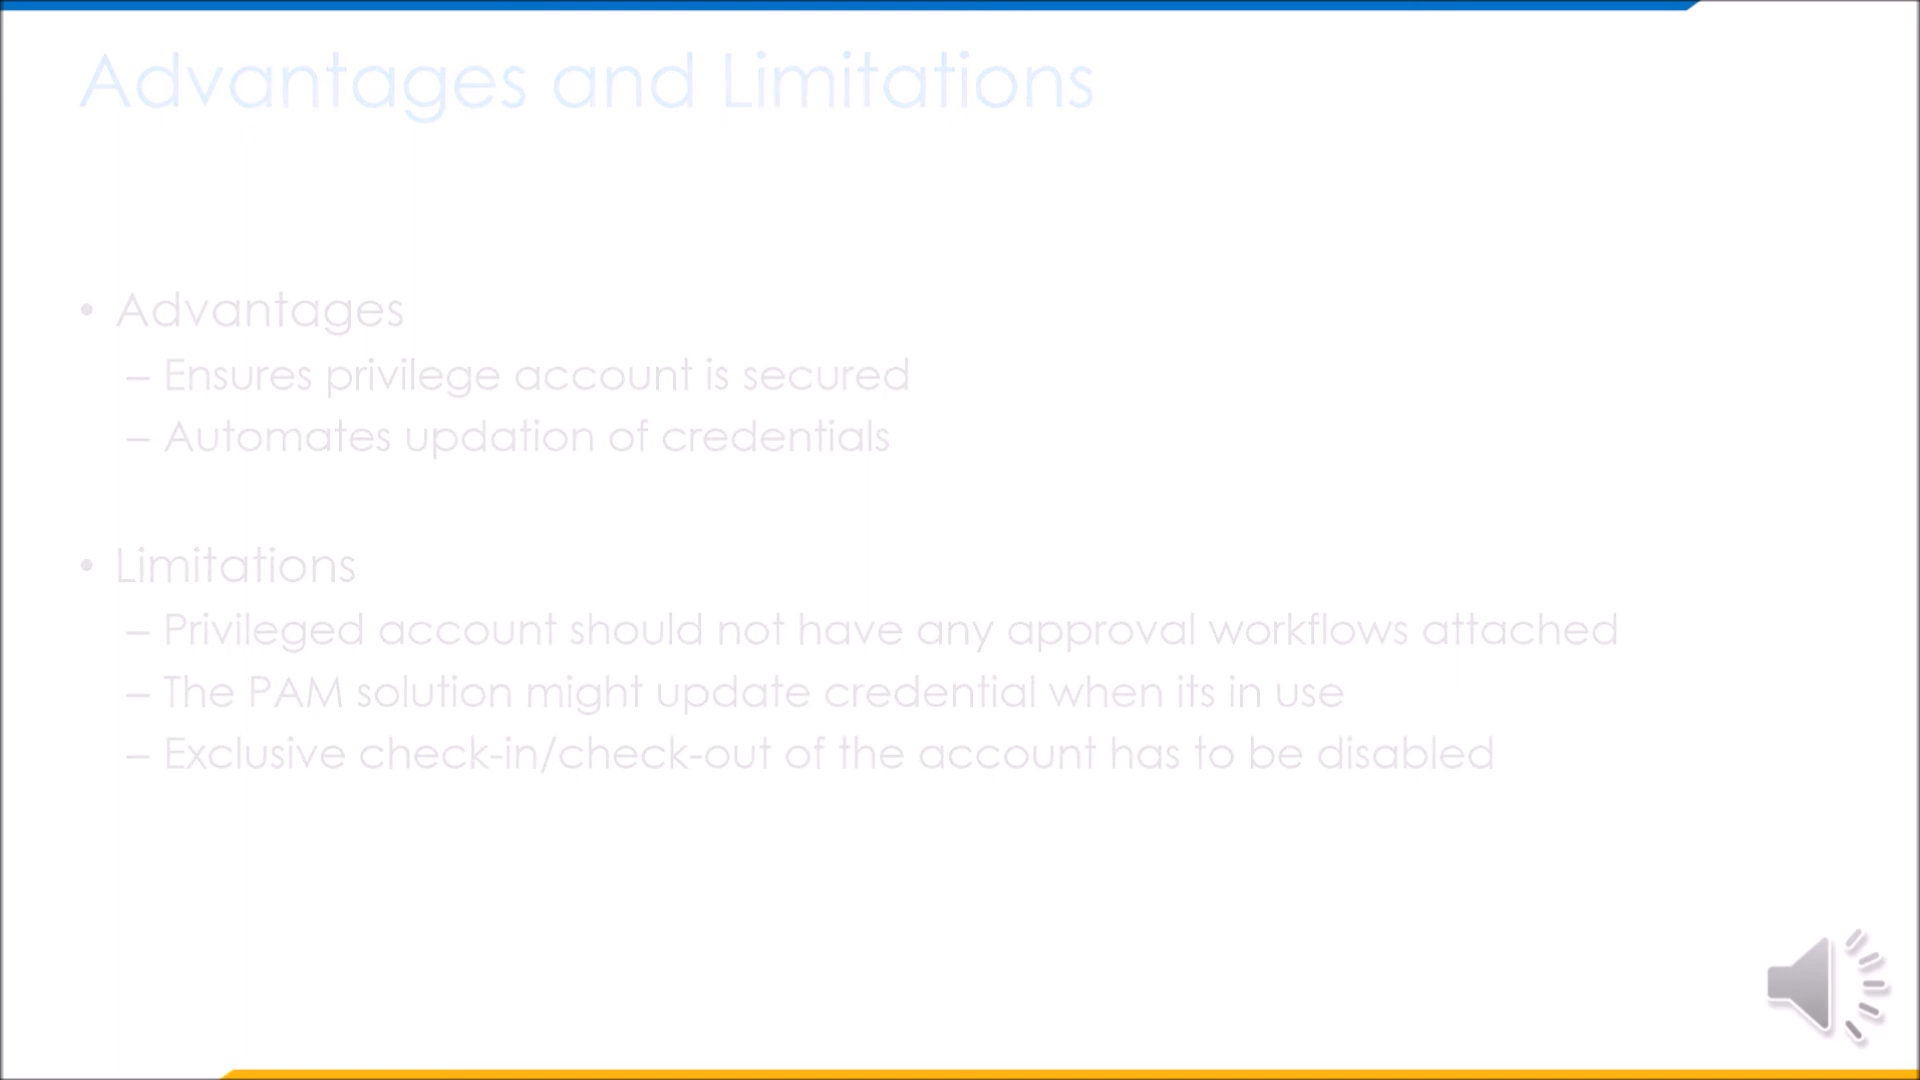 Advantages and Limitations
• Advantages
– Ensures privilege account is secured
– Automates updation of credentials
• Limitations
– Privileged account should not have any approval workflows attached
– The PAM solution might update credential when its in use
– Exclusive check-in/check-out of the account has to be disabled